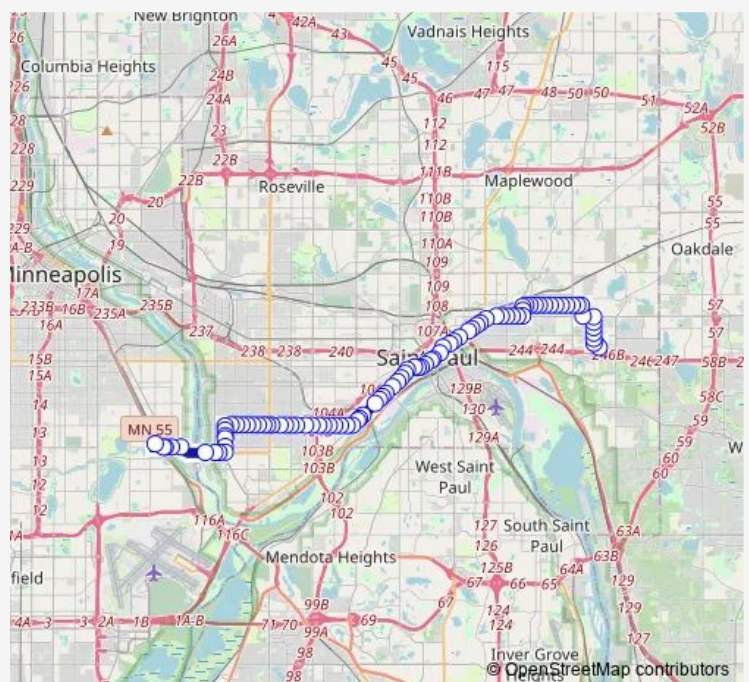 New Brighton
42A
43
Vadnais Heights
26A
45
Columbia Heights
24B
45
115
24A
46
47
47
48
50
50
51
52A
52B
28
23
112
112
228
22B
111B
229
22B
Roseville
Maplewood
20
20
110B
55
19
110B
55
110A
Oakdale
109
Minneapolis
109
57
17A
108
233B
16B
235A
235B
57
16A
107A
237
238
238
240
Saint Paul
244
244
246B
58B
15B
129B
15A
58C
14
104A
130
MN 55
129A
59
13
103B
59
13
103B
West Saint
Paul
60
12
60
12
102
127
South Saint
Paul
116A
102
63A
116C
126
63B
Mendota Heights
125B
64A
129
field
67
66
65
67
99B
124
129
3
2A
1B
1A-B
71
70
69
124
99A
127
98
Inver Grove
Heights
© OpenStreetMap contributors